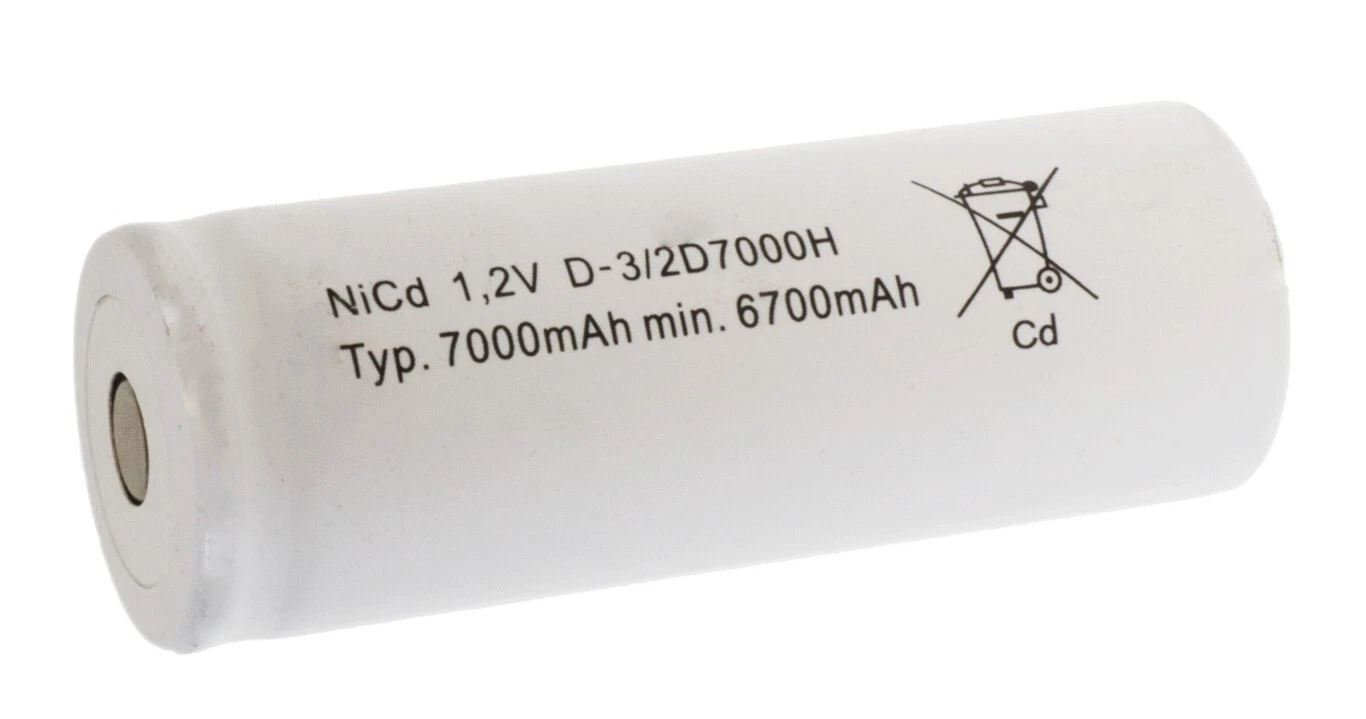 NiCd 1,2V D-3/2D7000H
Typ. 7000mAh min. 6700mAh
Cd